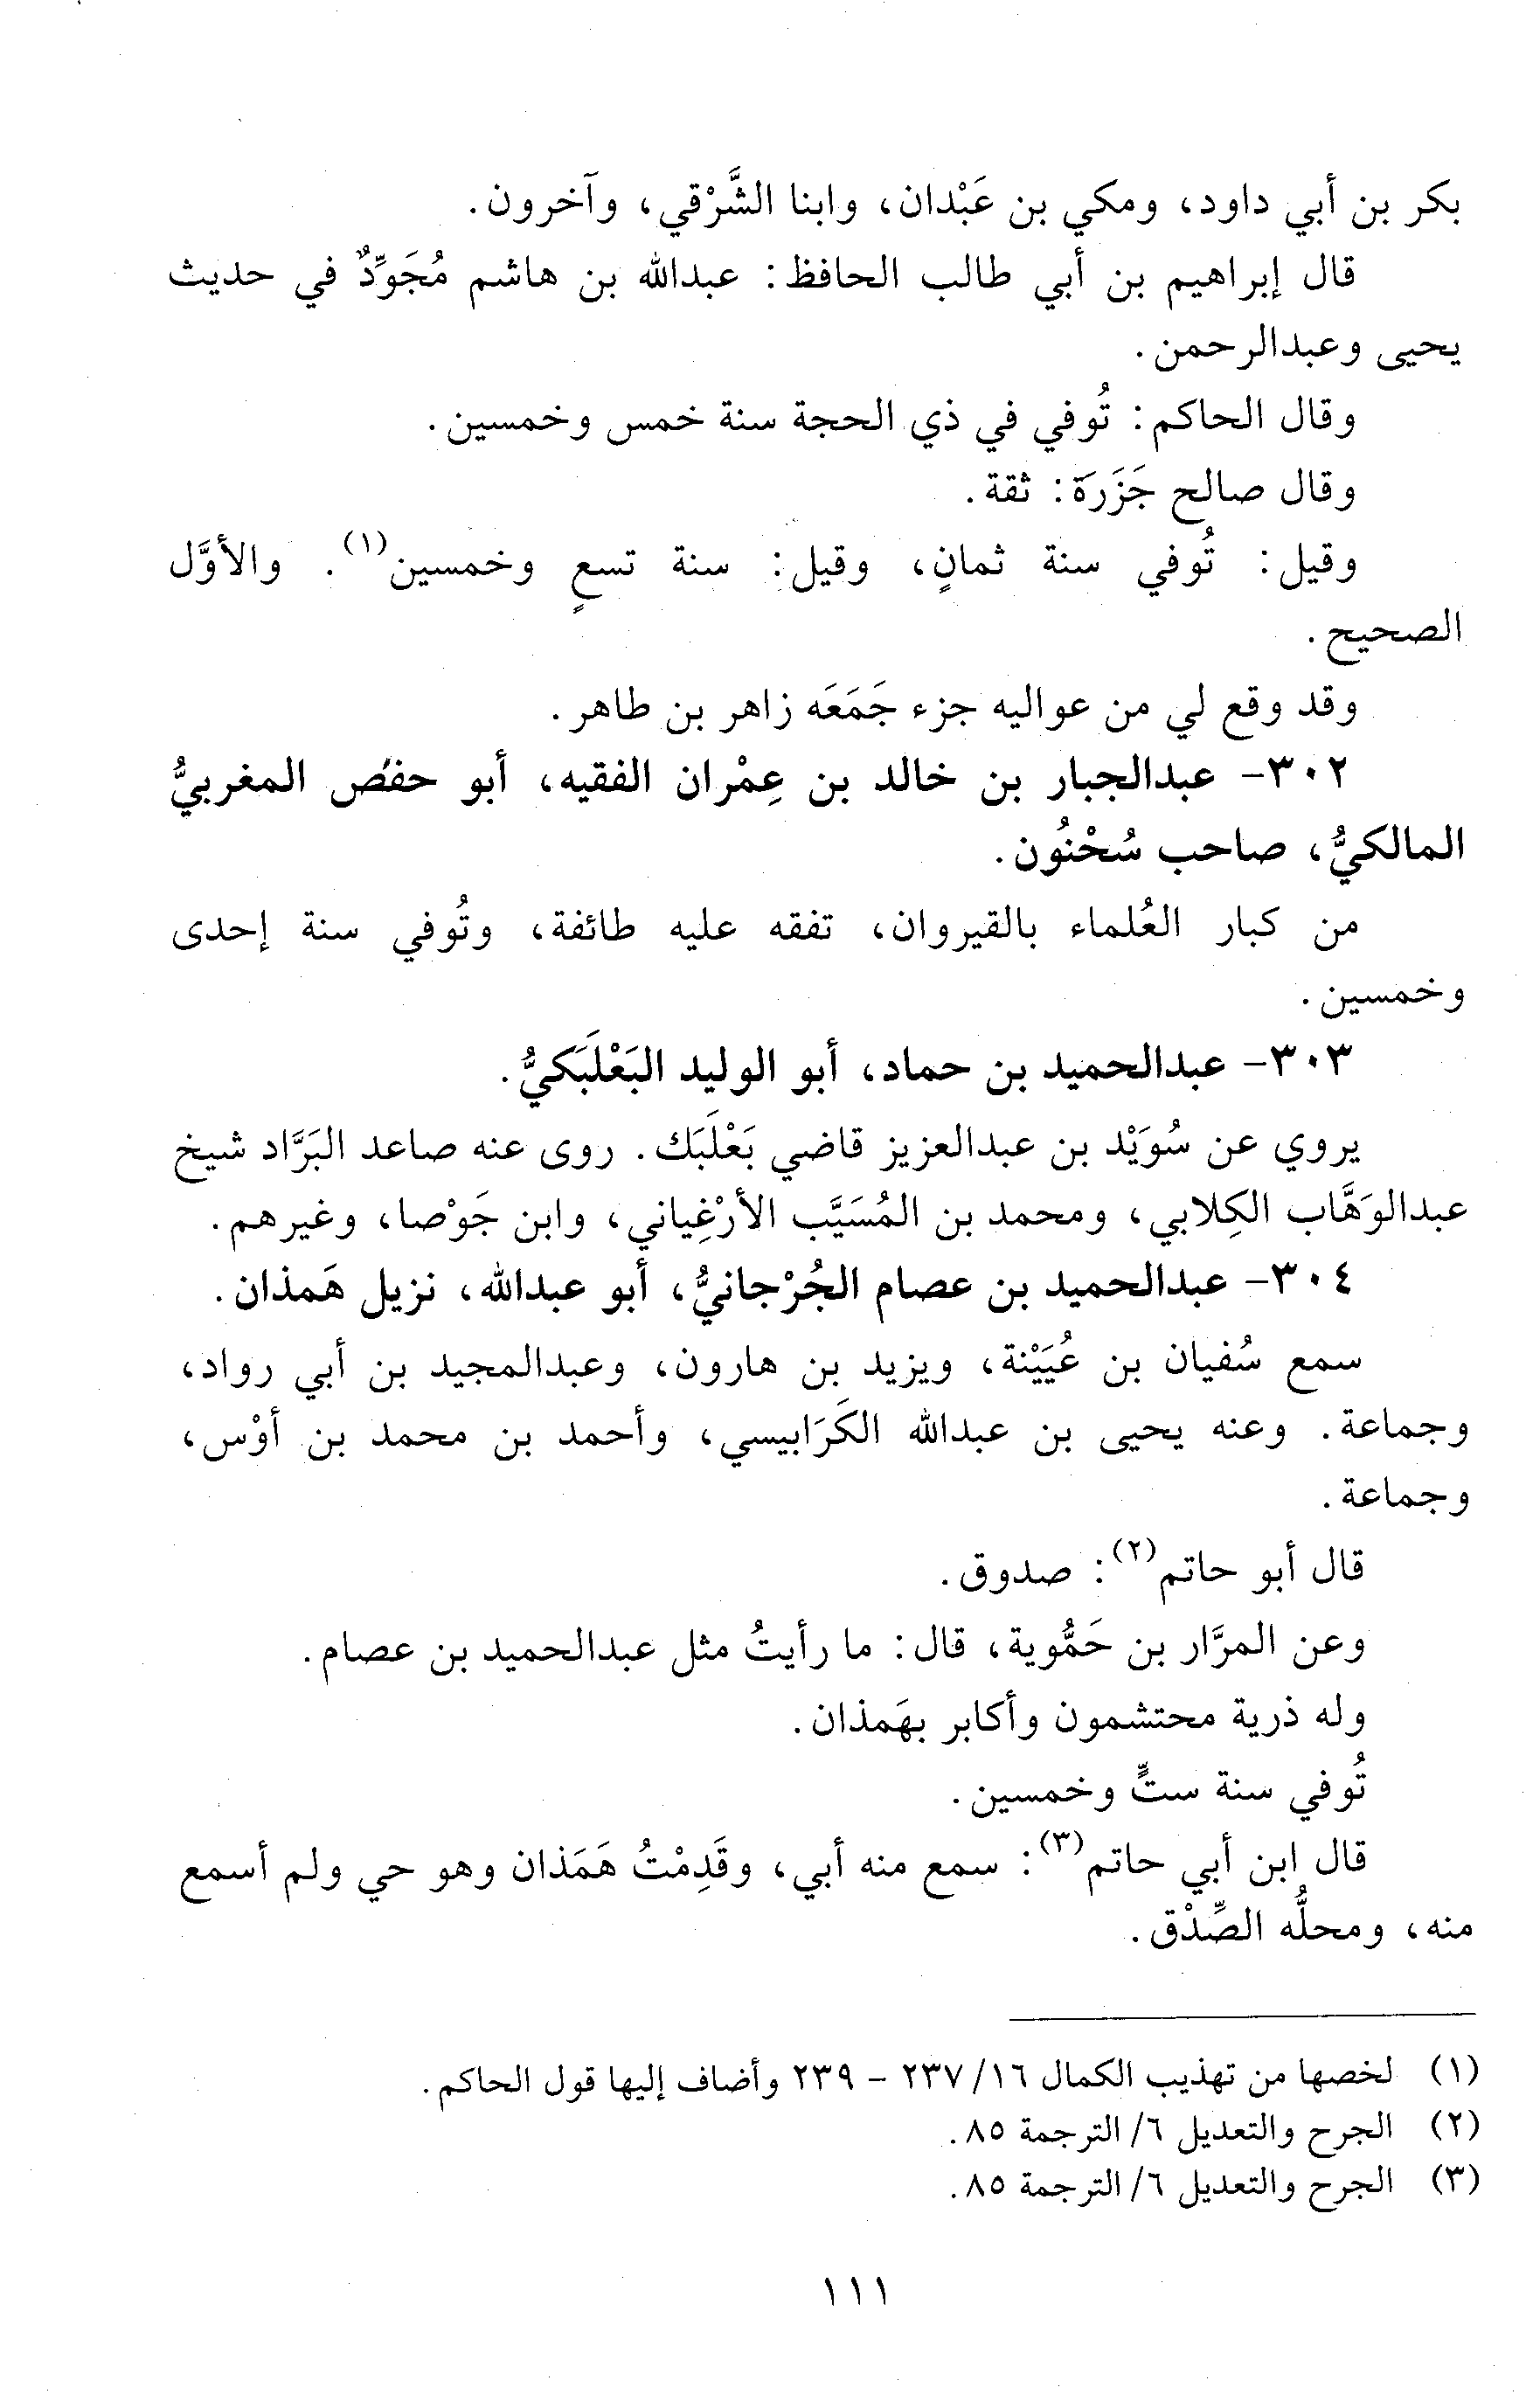 بكر بن أبي داود، ومكي بن عَبْدان، وابنا الشَّرْقي، وآخرون.
قال إبراهيم بن أبي طالب الحافظ: عبدالله بن هاشم مُجَوِّدٌ في حديث
يحيى وعبدالرحمن.
وقال الحاكم: تُوفي في ذي الحجة سنة خمس وخمسين.
وقال صالح جَزَرَة: ثقة.
وقيل: تُوفي سنة ثمانٍ، وقيل: سنة تسعٍ وخمسين(١). والأوَّل
الصحيح.
وقد وقع لي من عواليه جزء جَمَعَه زاهر بن طاهر.
٣٠٢- عبدالجبار بن خالد بن عِمْران الفقيه، أبو حفص المغربيُّ
المالكيُّ، صاحب سُحْنُون.
من كبار العُلماء بالقيروان، تفقه عليه طائفة، وتُوفي سنة إحدى
وخمسين.
٣٠٣- عبدالحميد بن حماد، أبو الوليد البَعْلَبَكيُّ.
يروي عن سُوَيْد بن عبدالعزيز قاضي بَعْلَبَك. روى عنه صاعد البَرَّاد شيخ
عبدالوَهَّاب الكِلابي، ومحمد بن المُسَيَّب الأرْغِياني، وابن جَوْصا، وغيرهم.
٣٠٤- عبدالحميد بن عصام الجُرْجانيُّ، أبو عبدالله، نزيل هَمذان.
سمع سُفيان بن عُيَيْنة، ويزيد بن هارون، وعبدالمجيد بن أبي رواد،
وجماعة. وعنه يحيى بن عبدالله الكَرَابيسي، وأحمد بن محمد بن أوْس،
وجماعة.
قال أبو حاتم(٢): صدوق.
وعن المرَّار بن حَمُّوية، قال: ما رأيتُ مثل عبدالحميد بن عصام.
وله ذرية محتشمون وأكابر بهَمذان.
تُوفي سنة ستٍّ وخمسين.
قال ابن أبي حاتم(٣): سمع منه أبي، وقَدِمْتُ هَمَذان وهو حي ولم أسمع
منه، ومحلُّه الصِّدْق.
(١) لخصها من تهذيب الكمال ١٦/ ٢٣٧ - ٢٣٩ وأضاف إليها قول الحاكم.
(٢) الجرح والتعديل ٦/ الترجمة ٨٥.
(٣) الجرح والتعديل ٦/ الترجمة ٨٥.
١١١